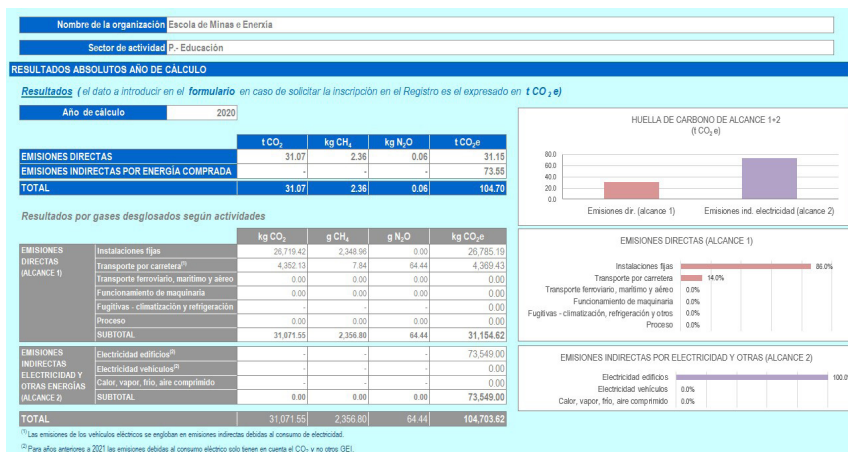 Nombre de la organización Escola de Minas e Enerxía
Sector de actividad P.- Educación
RESULTADOS ABSOLUTOS AÑO DE CÁLCULO
Resultados ( el dato a introducir en el formulario en caso de solicitar la inscripción en el Registro es el expresado en t CO2 e)
Año de cálculo 2020
t CO2 kg CH4 kg N2O t CO2e
EMISIONES DIRECTAS 31.07 2.36 0.06 31.15
EMISIONES INDIRECTAS POR ENERGÍA COMPRADA - - - 73.55
TOTAL 31.07 2.36 0.06 104.70
HUELLA DE CARBONO DE ALCANCE 1+2
(t CO2 e)
80.0
60.0
40.0
20.0
0.0
Emisiones dir. (alcance 1) Emisiones ind. electricidad (alcance 2)
Resultados por gases desglosados según actividades
kg CO2 g CH4 g N2O kg CO2e
EMISIONES DIRECTAS (ALCANCE 1)
Instalaciones fijas 26,719.42 2,348.96 0.00 26,785.19
Transporte por carretera(1) 4,352.13 7.84 64.44 4,369.43
Transporte ferroviario, marítimo y aéreo 0.00 0.00 0.00 0.00
Funcionamiento de maquinaria 0.00 0.00 0.00 0.00
Fugitivas - climatización y refrigeración - - - 0.00
Proceso 0.00 0.00 0.00 0.00
SUBTOTAL 31,071.55 2,356.80 64.44 31,154.62
EMISIONES INDIRECTAS ELECTRICIDAD Y OTRAS ENERGÍAS (ALCANCE 2)
Electricidad edificios(2) - - - 73,549.00
Electricidad vehículos(2) - - - 0.00
Calor, vapor, frío, aire comprimido - - - 0.00
SUBTOTAL 0.00 0.00 0.00 73,549.00
TOTAL 31,071.55 2,356.80 64.44 104,703.62
(1) Las emisiones de los vehículos eléctricos se engloban en emisiones indirectas debidas al consumo de electricidad.
(2) Para años anteriores a 2021 las emisiones debidas al consumo eléctrico solo tienen en cuenta el CO2 y no otros GEI.
EMISIONES DIRECTAS (ALCANCE 1)
Instalaciones fijas 86.0%
Transporte por carretera 14.0%
Transporte ferroviario, marítimo y aéreo 0.0%
Funcionamiento de maquinaria 0.0%
Fugitivas - climatización, refrigeración y otros 0.0%
Proceso 0.0%
EMISIONES INDIRECTAS POR ELECTRICIDAD Y OTRAS (ALCANCE 2)
Electricidad edificios 100.0%
Electricidad vehículos 0.0%
Calor, vapor, frío, aire comprimido 0.0%